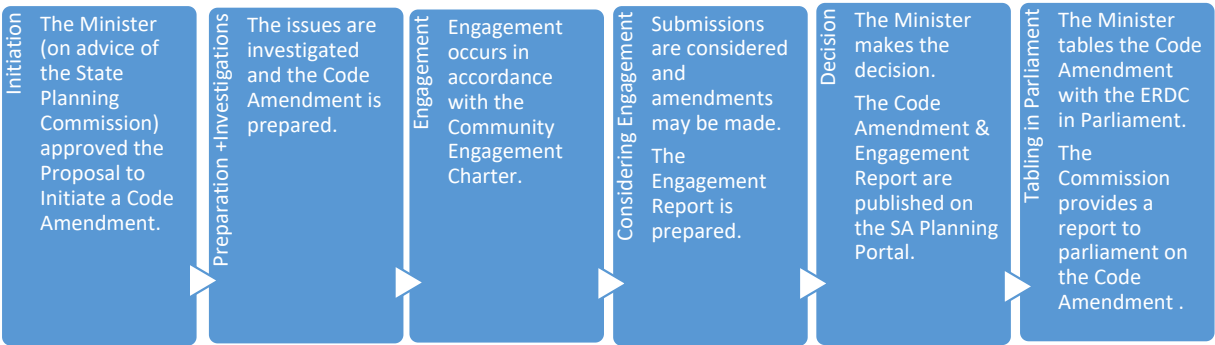 Initiation
The Minister
(on advice of
the State
Planning
Commission)
approved the
Proposal to
Initiate a Code
Amendment.
Preparation +Investigations
The issues are
investigated
and the Code
Amendment is
prepared.
Engagement
Engagement
occurs in
accordance
with the
Community
Engagement
Charter.
Considering Engagement
Submissions
are considered
and
amendments
may be made.
The
Engagement
Report is
prepared.
Decision
The Minister
makes the
decision.
The Code
Amendment &
Engagement
Report are
published on
the SA Planning
Portal.
Tabling in Parliament
The Minister
tables the Code
Amendment
with the ERDC
in Parliament.
The
Commission
provides a
report to
parliament on
the Code
Amendment .